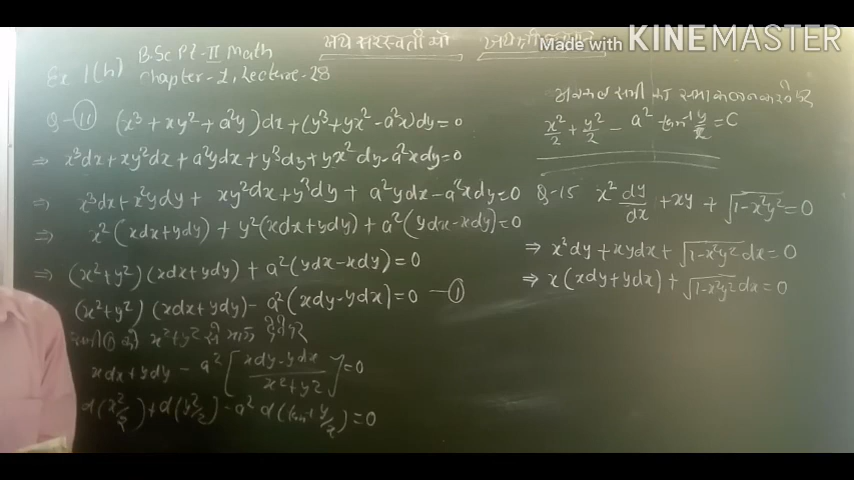 जय सरस्वती माँ
Made with KINEMASTER
B.Sc Pt-II Math
Ex 1(h) Chapter-1, Lecture-28
Q-11 (x³ + xy² + a²y)dx + (y³ + yx² - a²x)dy = 0
⇒ x³dx + xy²dx + a²ydx + y³dy + yx²dy - a²xdy = 0
⇒ x³dx + x²ydy + xy²dx + y³dy + a²ydx - a²xdy = 0
⇒ x²(xdx + ydy) + y²(xdx + ydy) + a²(ydx - xdy) = 0
⇒ (x² + y²)(xdx + ydy) + a²(ydx - xdy) = 0
(x² + y²)(xdx + ydy) - a²(xdy - ydx) = 0 — ①
x² + y² से भाग देने पर
xdx + ydy - a² [xdy - ydx / x² + y²] = 0
d(x²/2) + d(y²/2) - a² d(tan⁻¹ y/x) = 0
x²/2 + y²/2 - a² tan⁻¹ y/x = C
Q-15 x² dy/dx + xy + √1-x²y² = 0
⇒ x²dy + xydx + √1-x²y² dx = 0
⇒ x(xdy + ydx) + √1-x²y² dx = 0